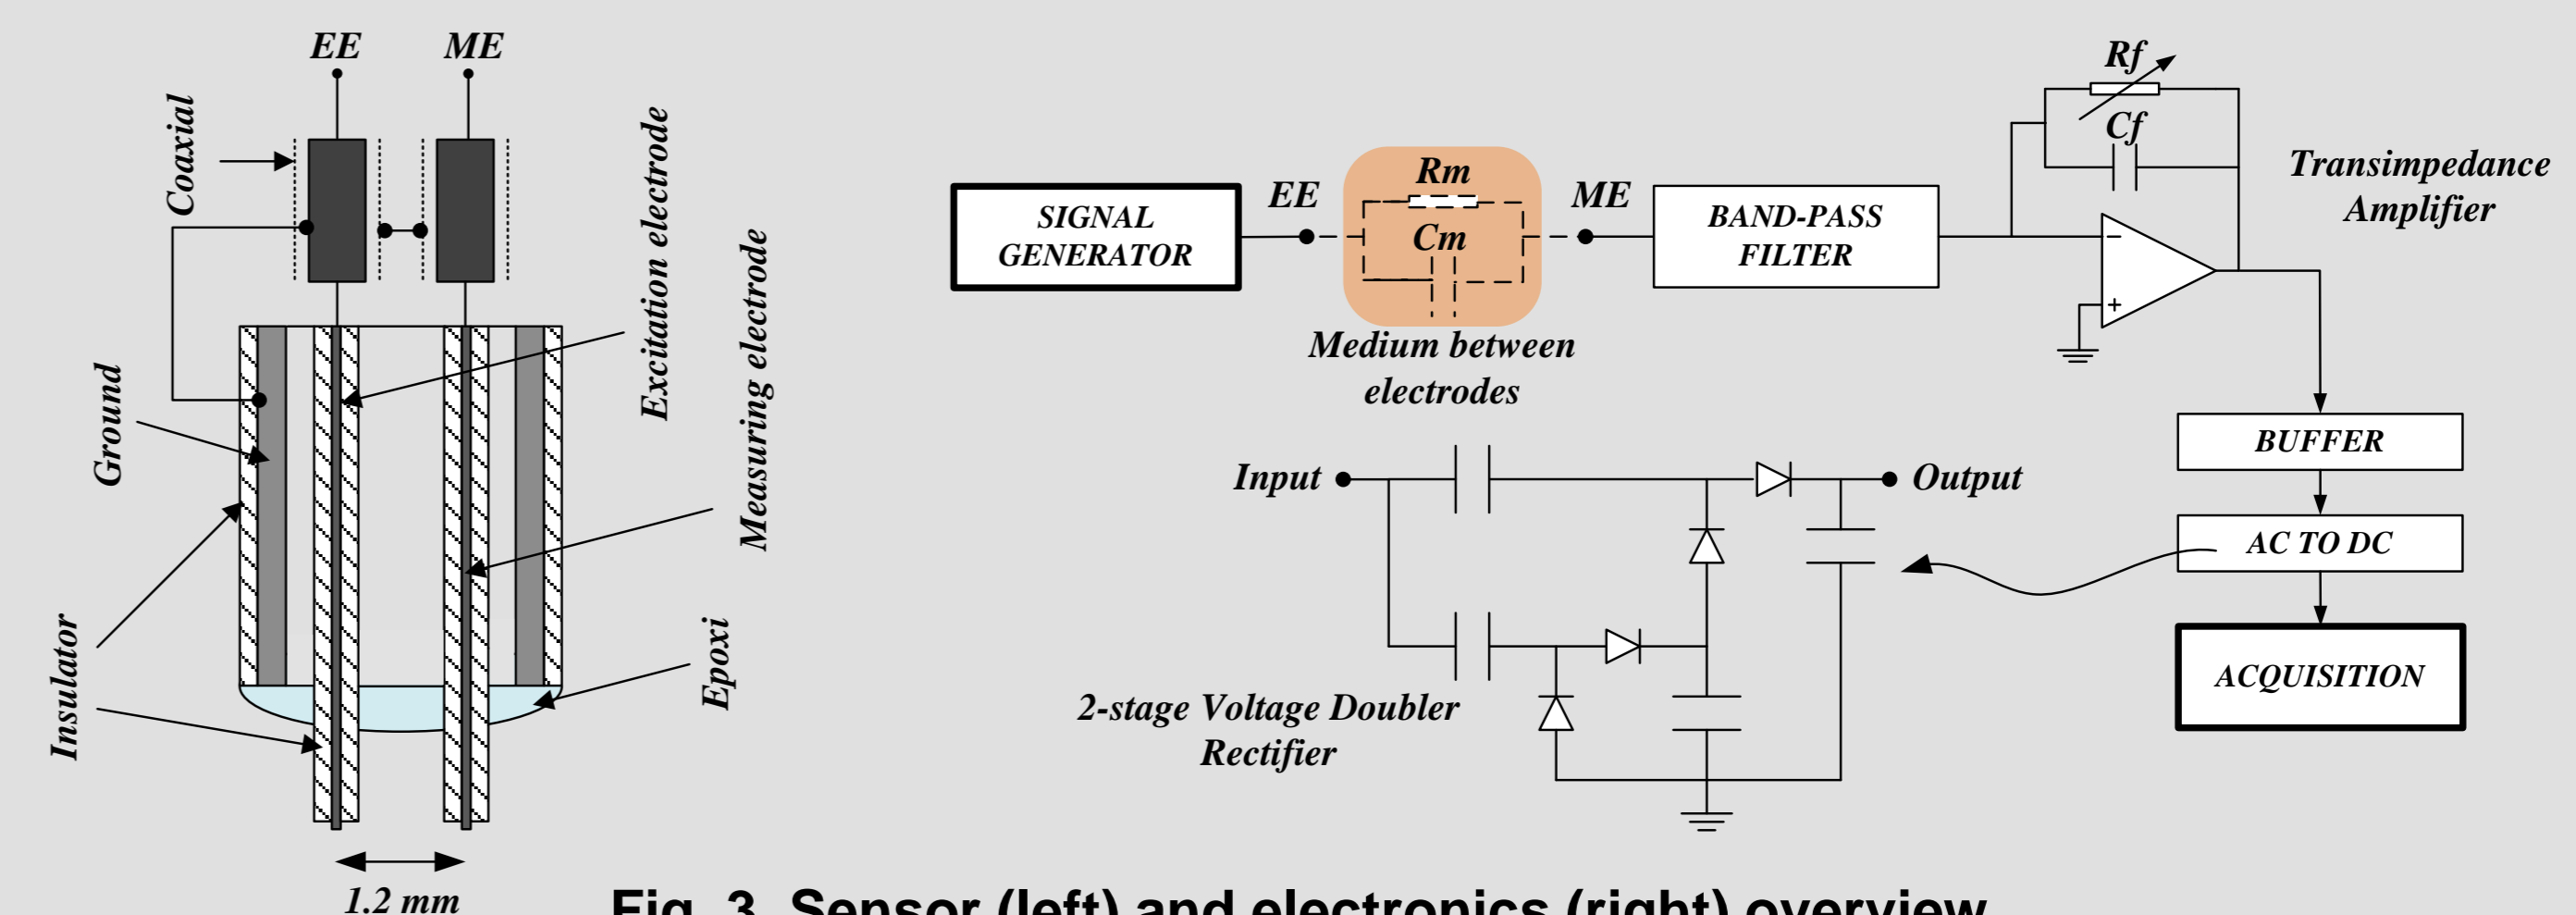 EE
ME
Coaxial
Excitation electrode
Measuring electrode
Ground
Insulator
Epoxi
1.2 mm
SIGNAL
GENERATOR
EE
Rm
Cm
ME
Medium between
electrodes
BAND-PASS
FILTER
Rf
Cf
−
+
Transimpedance
Amplifier
BUFFER
AC TO DC
ACQUISITION
Input
Output
2-stage Voltage Doubler
Rectifier
Fig. 3. Sensor (left) and electronics (right) overview